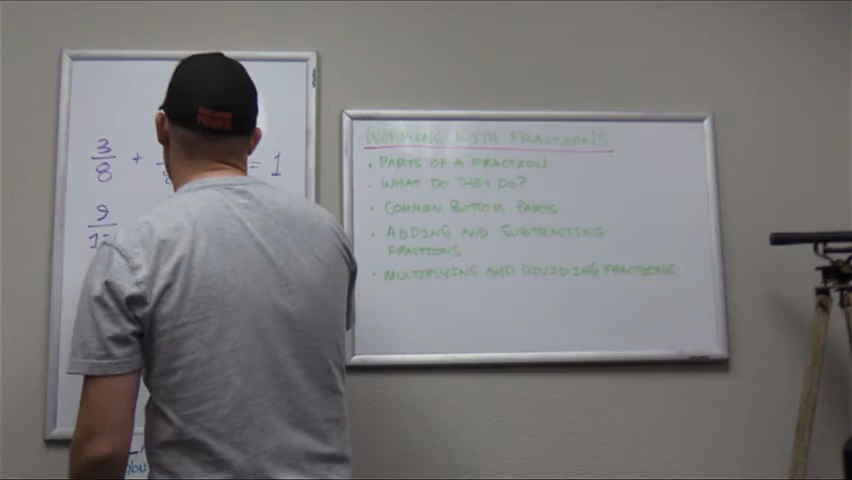 3/8 + = 1
9
WORKING WITH FRACTIONS
• PARTS OF A FRACTION
• WHAT DO THEY DO?
• COMMON BOTTOM PARTS
• ADDING AND SUBTRACTING
FRACTIONS
• MULTIPLYING AND DIVIDING FRACTIONS